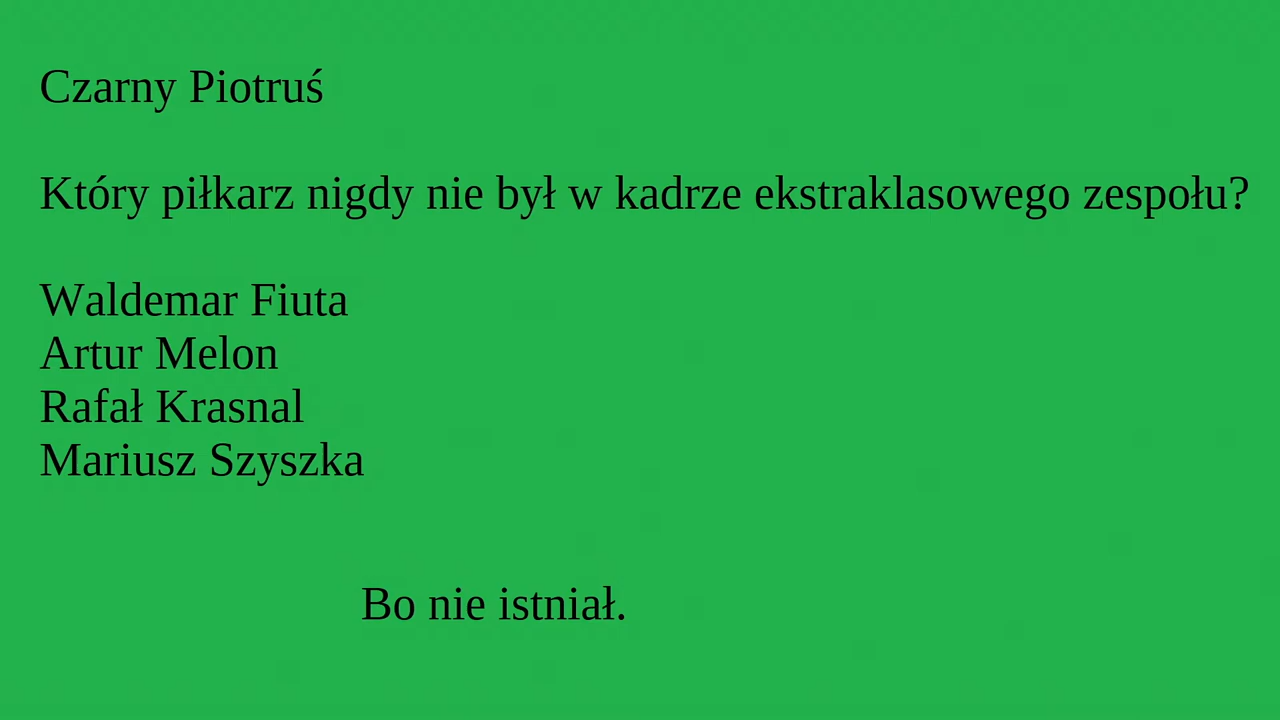 Czarny Piotruś
Który piłkarz nigdy nie był w kadrze ekstraklasowego zespołu?
Waldemar Fiuta
Artur Melon
Rafał Krasnal
Mariusz Szyszka
Bo nie istniał.